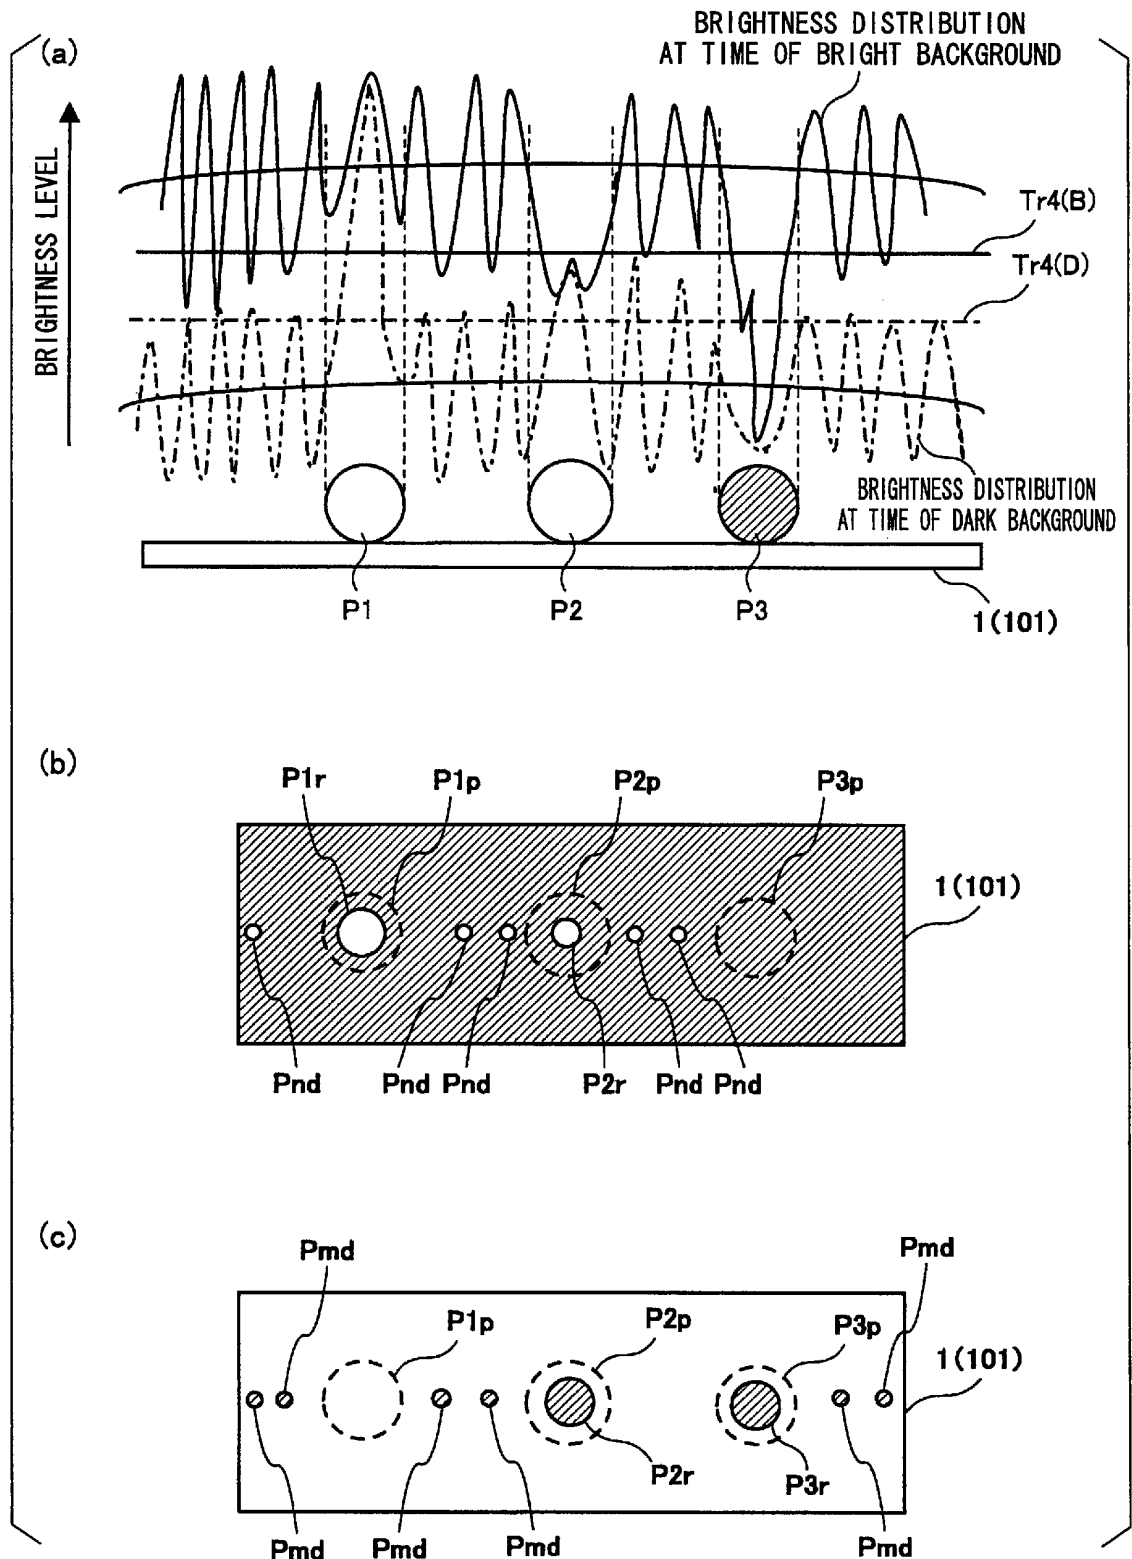 (a)
BRIGHTNESS DISTRIBUTION
AT TIME OF BRIGHT BACKGROUND
BRIGHTNESS LEVEL
Tr4(B)
Tr4(D)
BRIGHTNESS DISTRIBUTION
AT TIME OF DARK BACKGROUND
P1 P2 P3
1(101)
(b)
P1r P1p P2p P3p
1(101)
Pnd Pnd Pnd P2r Pnd Pnd
(c)
Pmd Pmd
P1p P2p P3p
1(101)
P2r P3r
Pmd Pmd Pmd Pmd